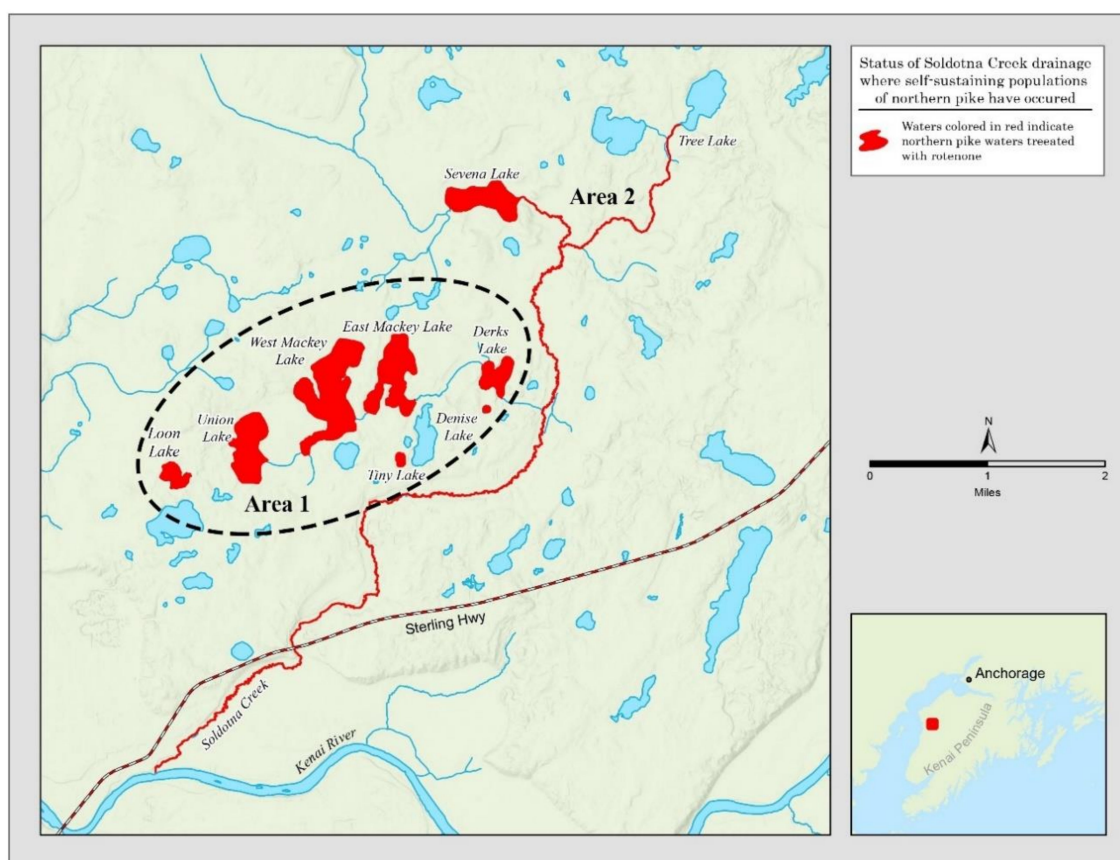 Status of Soldotna Creek drainage
where self-sustaining populations
of northern pike have occured
Waters colored in red indicate
northern pike waters treeated
with rotenone
Tree Lake
Sevena Lake
Area 2
East Mackey Lake
West Mackey
Lake
Derks
Lake
Union
Lake
Loon
Lake
Denise
Lake
Tiny Lake
Area 1
Sterling Hwy
Soldotna Creek
Kenai River
N
0
1
2
Miles
Anchorage
Kenai Peninsula